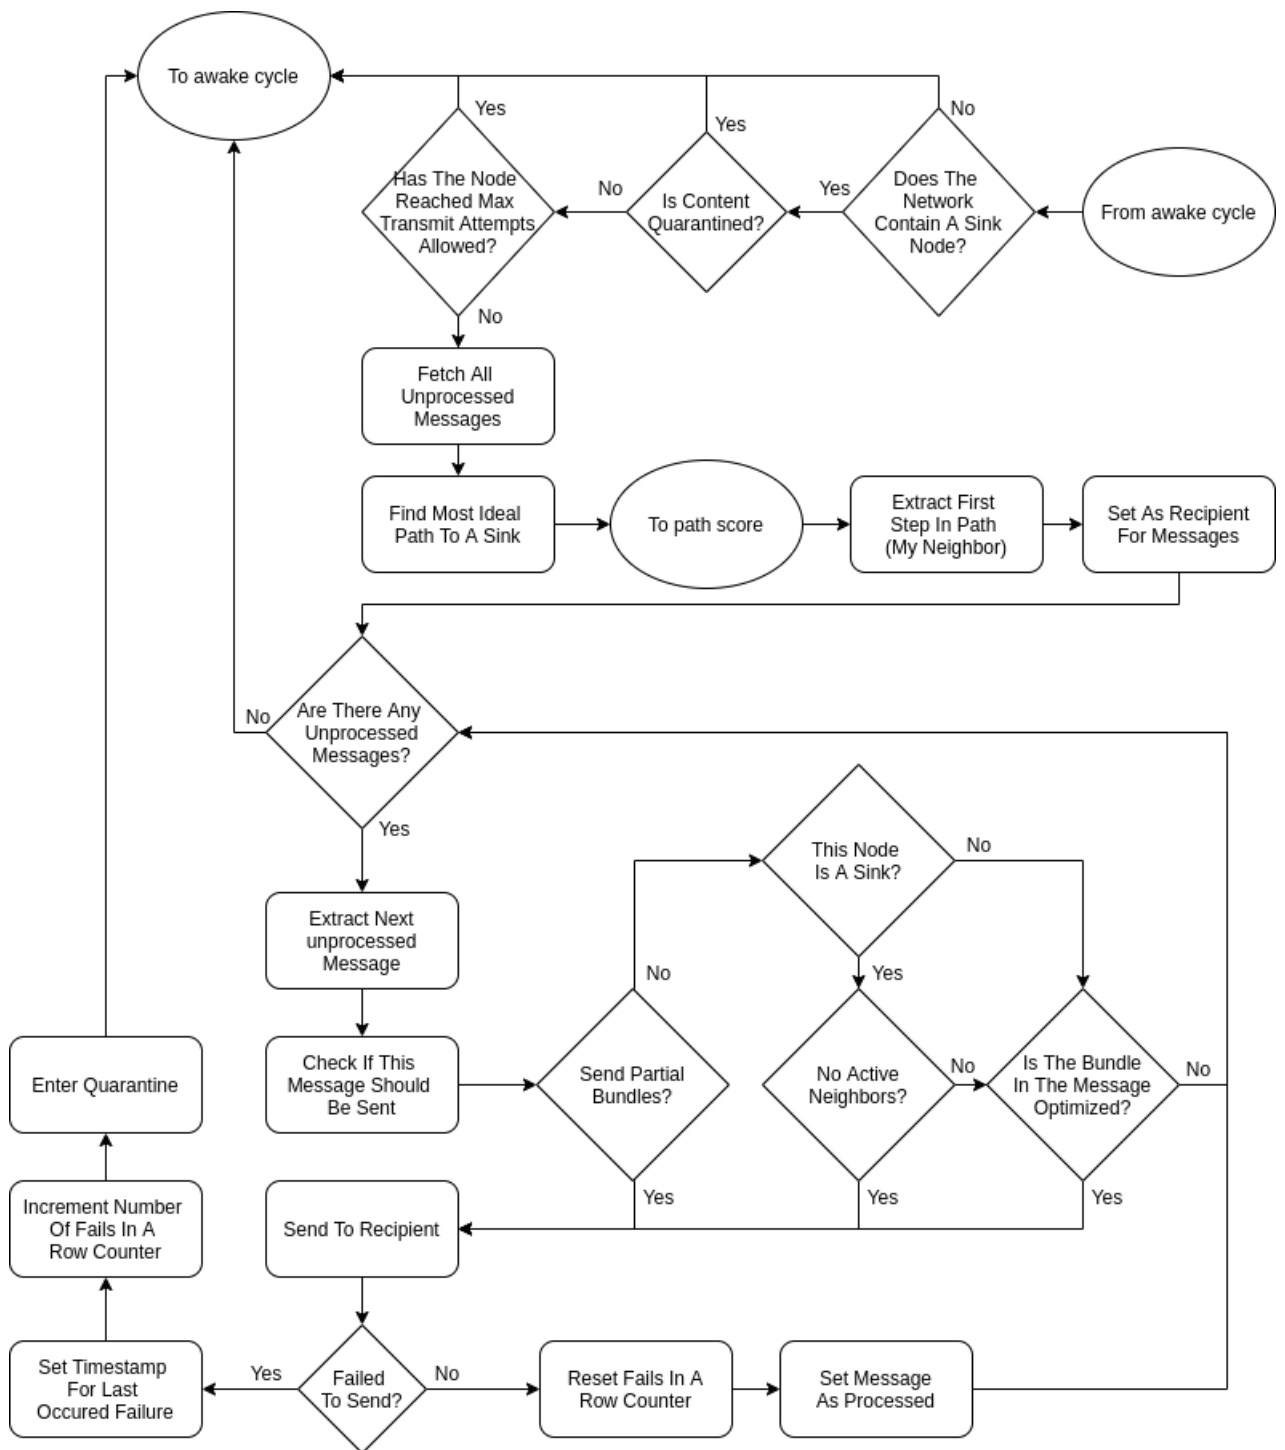 To awake cycle
Yes
Yes
No
Has The Node
Reached Max
Transmit Attempts
Allowed?
No
Is Content
Quarantined?
Yes
Does The
Network
Contain A Sink
Node?
From awake cycle
No
Fetch All
Unprocessed
Messages
Find Most Ideal
Path To A Sink
To path score
Extract First
Step In Path
(My Neighbor)
Set As Recipient
For Messages
No
Are There Any
Unprocessed
Messages?
Yes
This Node
Is A Sink?
No
Extract Next
unprocessed
Message
No
Yes
Enter Quarantine
Check If This
Message Should
Be Sent
Send Partial
Bundles?
No Active
Neighbors?
No
Is The Bundle
In The Message
Optimized?
No
Yes
Yes
Yes
Increment Number
Of Fails In A
Row Counter
Send To Recipient
Set Timestamp
For Last
Occured Failure
Yes
Failed
To Send?
No
Reset Fails In A
Row Counter
Set Message
As Processed